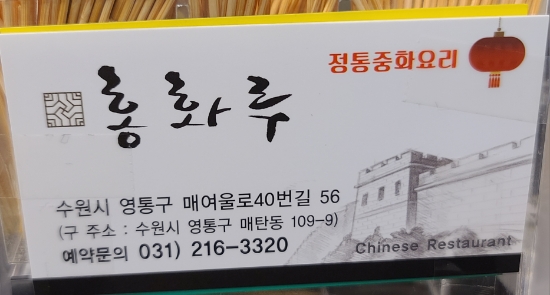 정통중화요리
홍화루
수원시 영통구 매여울로40번길 56
(구 주소 : 수원시 영통구 매탄동 109-9)
예약문의 031) 216-3320
Chinese Restaurant